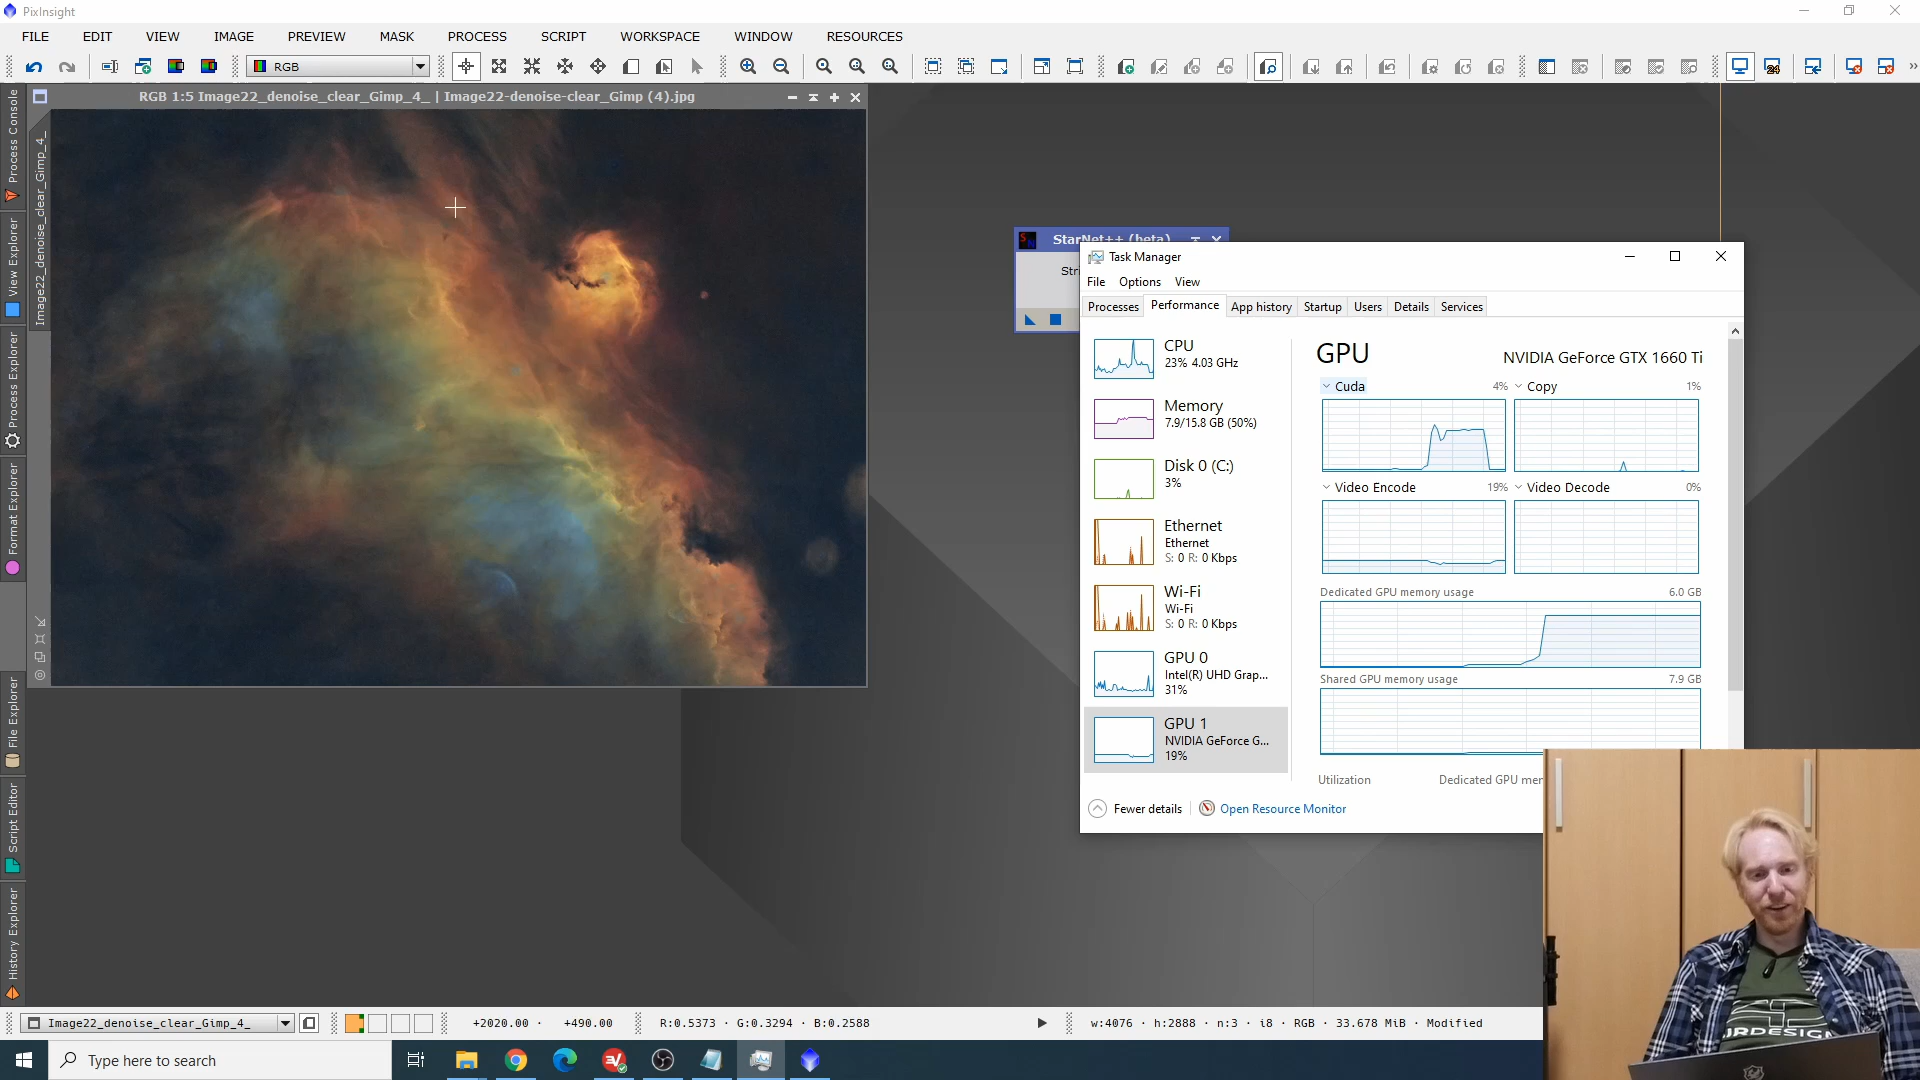 PixInsight
FILE EDIT VIEW IMAGE PREVIEW MASK PROCESS SCRIPT WORKSPACE WINDOW RESOURCES
RGB
24
RGB 1:5 Image22_denoise_clear_Gimp_4_ | Image22-denoise-clear_Gimp (4).jpg
Process Console
View Explorer
Process Explorer
Format Explorer
File Explorer
Script Editor
History Explorer
Image22_denoise_clear_Gimp_4_
StarNet++ (beta)
Str
Task Manager
File Options View
Processes Performance App history Startup Users Details Services
CPU
23% 4.03 GHz
Memory
7.9/15.8 GB (50%)
Disk 0 (C:)
3%
Ethernet
Ethernet
S: 0 R: 0 Kbps
Wi-Fi
Wi-Fi
S: 0 R: 0 Kbps
GPU 0
Intel(R) UHD Grap...
31%
GPU 1
NVIDIA GeForce G...
19%
GPU NVIDIA GeForce GTX 1660 Ti
Cuda 4% Copy 1%
Video Encode 19% Video Decode 0%
Dedicated GPU memory usage 6.0 GB
Shared GPU memory usage 7.9 GB
Utilization Dedicated GPU mem
Fewer details Open Resource Monitor
Image22_denoise_clear_Gimp_4_
+2020.00 · +490.00
R:0.5373 · G:0.3294 · B:0.2588
w:4076 · h:2888 · n:3 · i8 · RGB · 33.678 MiB · Modified
Type here to search